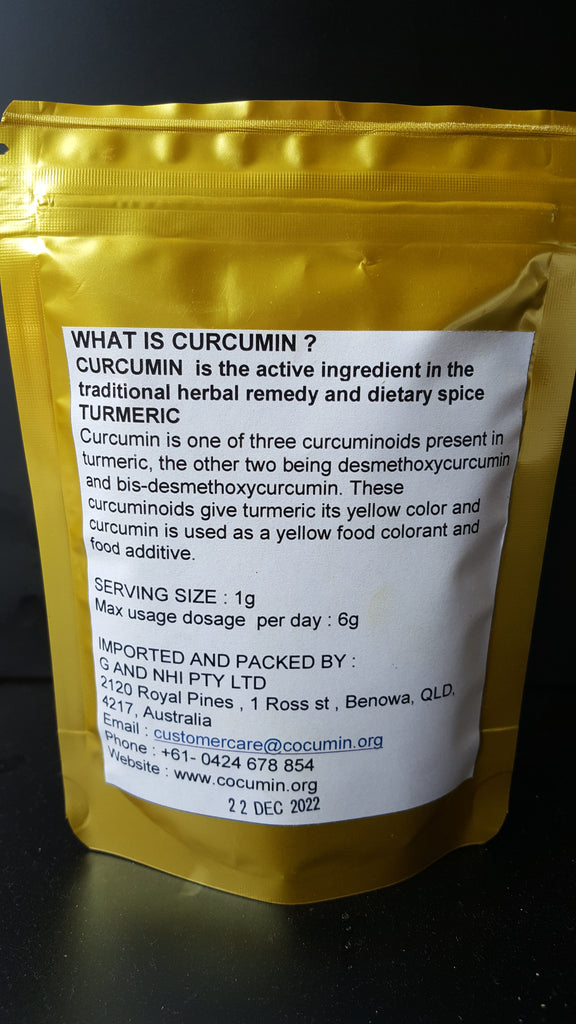 WHAT IS CURCUMIN ?
CURCUMIN is the active ingredient in the
traditional herbal remedy and dietary spice
TURMERIC
Curcumin is one of three curcuminoids present in
turmeric, the other two being desmethoxycurcumin
and bis-desmethoxycurcumin. These
curcuminoids give turmeric its yellow color and
curcumin is used as a yellow food colorant and
food additive.
SERVING SIZE : 1g
Max usage dosage per day : 6g
IMPORTED AND PACKED BY :
G AND NHI PTY LTD
2120 Royal Pines , 1 Ross st , Benowa, QLD,
4217, Australia
Email : customercare@cocumin.org
Phone : +61- 0424 678 854
Website : www.cocumin.org
22 DEC 2022